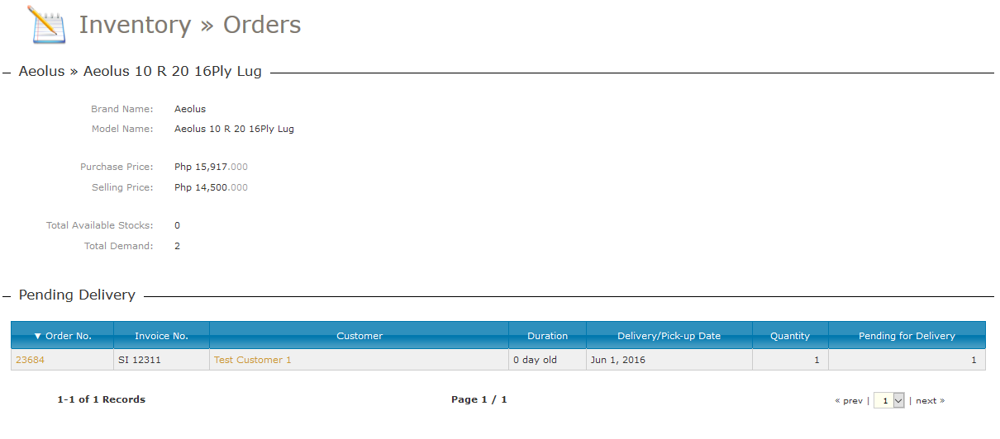 Inventory » Orders
Aeolus » Aeolus 10 R 20 16Ply Lug
Brand Name: Aeolus
Model Name: Aeolus 10 R 20 16Ply Lug
Purchase Price: Php 15,917.000
Selling Price: Php 14,500.000
Total Available Stocks: 0
Total Demand: 2
Pending Delivery
▼ Order No. Invoice No. Customer Duration Delivery/Pick-up Date Quantity Pending for Delivery
23684 SI 12311 Test Customer 1 0 day old Jun 1, 2016 1 1
1-1 of 1 Records Page 1 / 1 « prev | 1 | next »